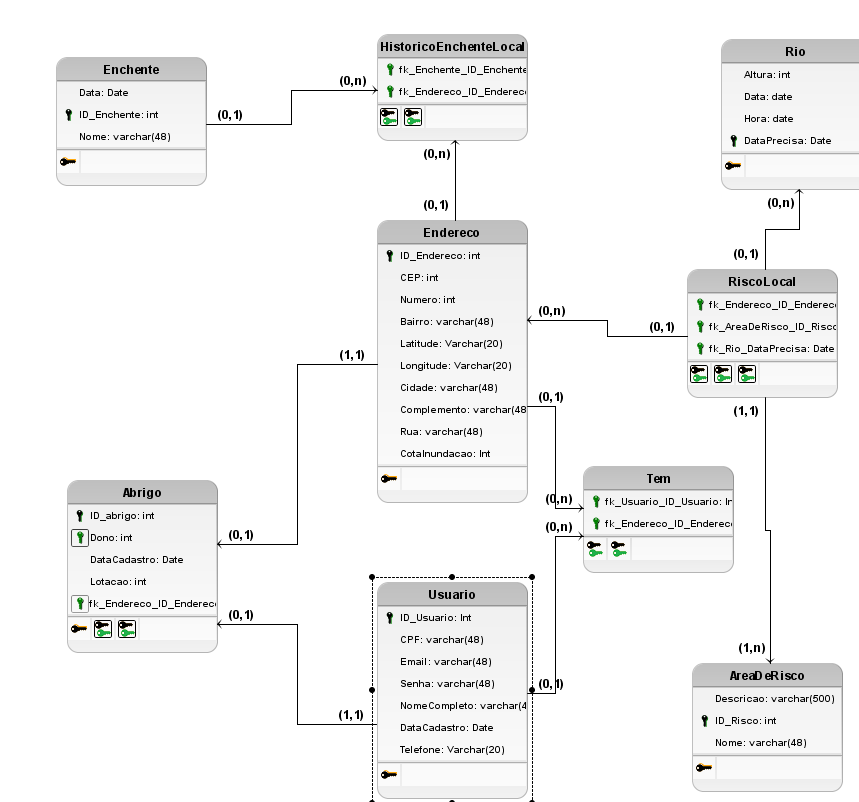 Enchente
Data: Date
ID_Enchente: int
Nome: varchar(48)
(0,1)
(0,n)
HistoricoEnchenteLocal
fk_Enchente_ID_Enchente
fk_Endereco_ID_Enderec
(0,n)
(0,1)
Rio
Altura: int
Data: date
Hora: date
DataPrecisa: Date
(0,n)
(0,1)
Endereco
ID_Endereco: int
CEP: int
Numero: int
Bairro: varchar(48)
Latitude: Varchar(20)
Longitude: Varchar(20)
Cidade: varchar(48)
Complemento: varchar(48
Rua: varchar(48)
CotaInundacao: Int
(0,n)
(0,1)
RiscoLocal
fk_Endereco_ID_Enderec
fk_AreaDeRisco_ID_Risc
fk_Rio_DataPrecisa: Date
(1,1)
(1,1)
(0,1)
(0,n)
Tem
fk_Usuario_ID_Usuario: In
fk_Endereco_ID_Enderec
(0,n)
Abrigo
ID_abrigo: int
Dono: int
DataCadastro: Date
Lotacao: int
fk_Endereco_ID_Enderec
(0,1)
(0,1)
(1,1)
Usuario
ID_Usuario: Int
CPF: varchar(48)
Email: varchar(48)
Senha: varchar(48)
NomeCompleto: varchar(4
DataCadastro: Date
Telefone: Varchar(20)
(0,1)
(1,n)
AreaDeRisco
Descricao: varchar(500)
ID_Risco: int
Nome: varchar(48)